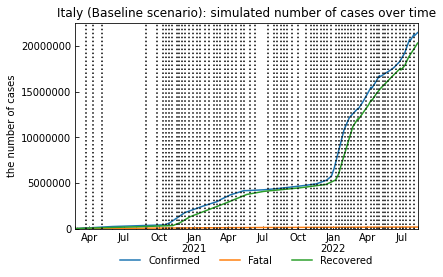 Italy (Baseline scenario): simulated number of cases over time
the number of cases
20000000
15000000
10000000
5000000
0
Apr Jul Oct Jan Apr Jul Oct Jan Apr Jul
2021 2022
Confirmed Fatal Recovered